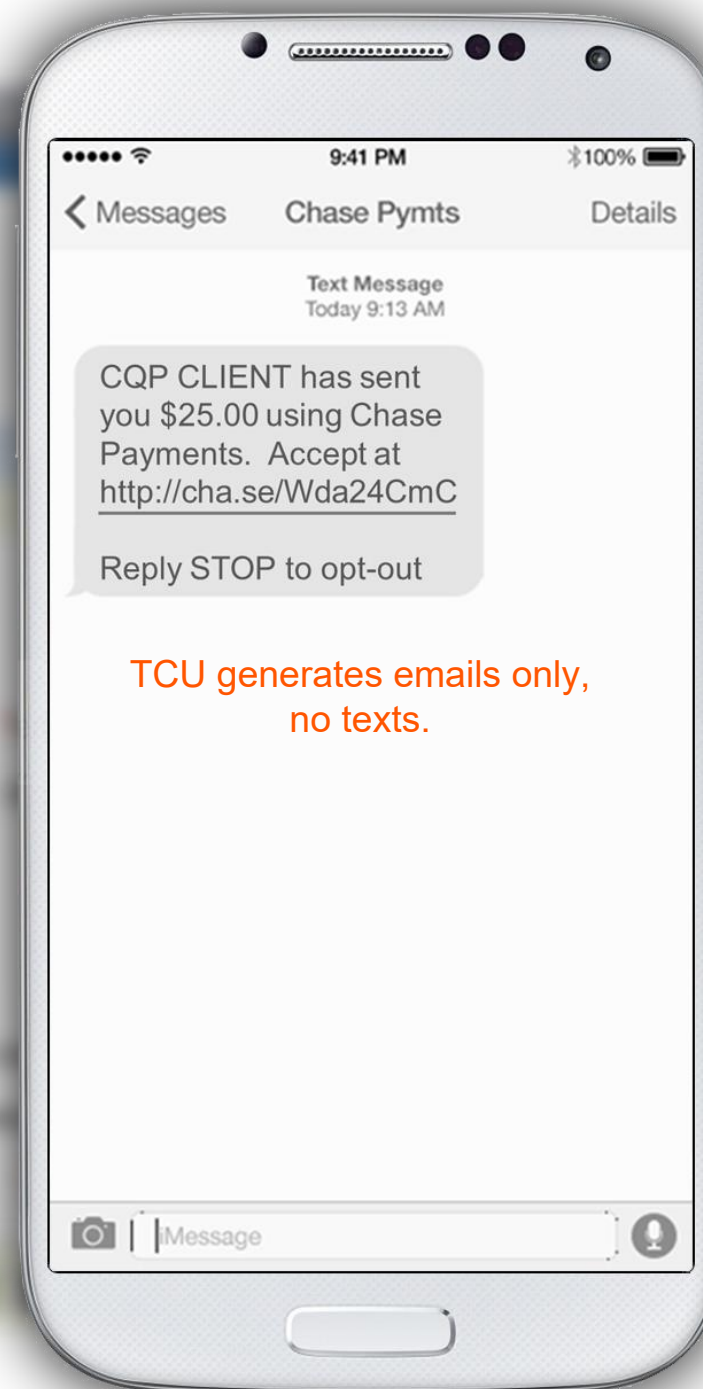 9:41 PM 100%
Messages Chase Pymts Details
Text Message
Today 9:13 AM
CQP CLIENT has sent
you $25.00 using Chase
Payments. Accept at
http://cha.se/Wda24CmC
Reply STOP to opt-out
TCU generates emails only,
no texts.
iMessage